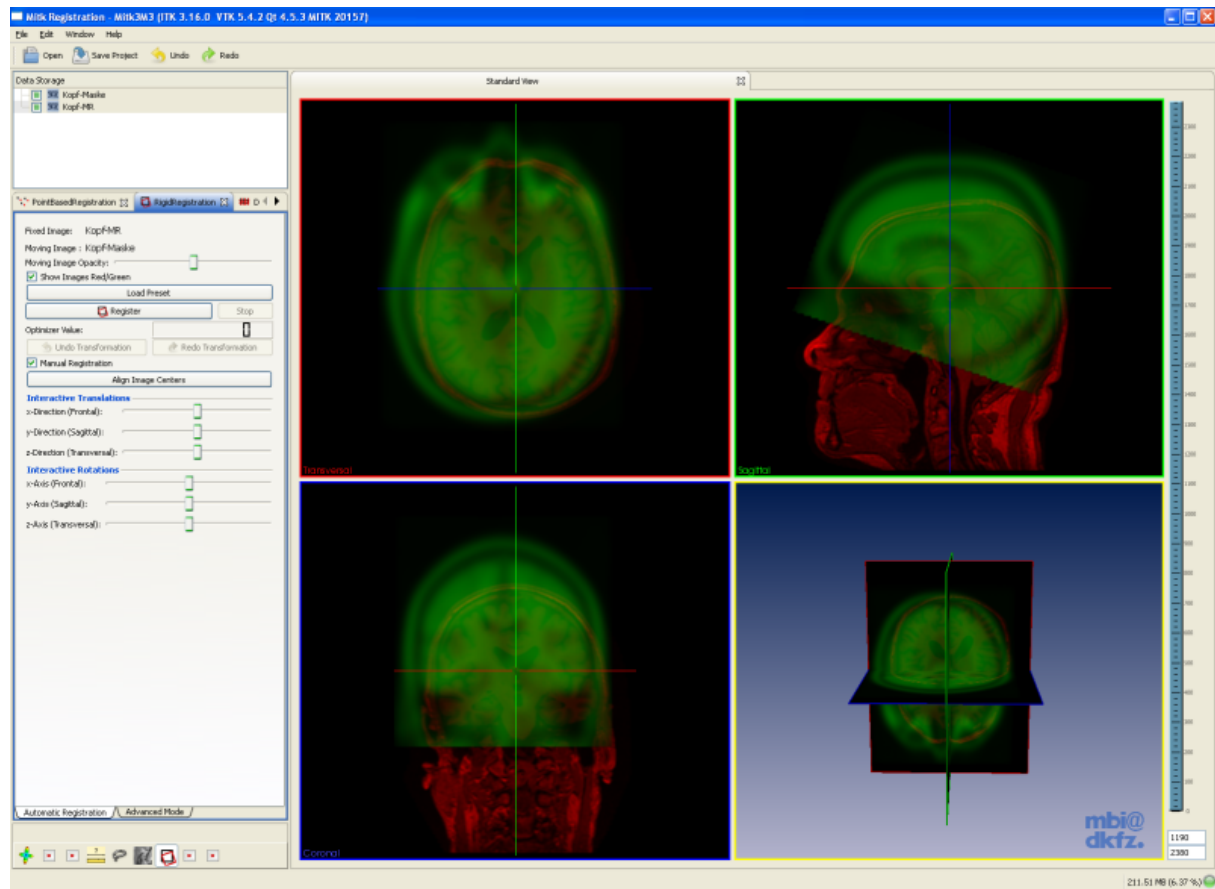 Mitk Registration - Mitk3M3 (ITK 3.16.0 VTK 5.4.2 Qt 4.5.3 MITK 20157)
File Edit Window Help
Open Save Project Undo Redo
Data Storage
Kopf-Maske
Kopf-MR
PointBasedRegistration RigidRegistration D
Fixed Image: Kopf-MR
Moving Image : Kopf-Maske
Moving Image Opacity:
Show Images Red/Green
Load Preset
Register Stop
Optimizer Value:
Undo Transformation Redo Transformation
Manual Registration
Align Image Centers
Interactive Translations
x-Direction (Frontal):
y-Direction (Sagittal):
z-Direction (Transversal):
Interactive Rotations
x-Axis (Frontal):
y-Axis (Sagittal):
z-Axis (Transversal):
Automatic Registration Advanced Mode
Standard View
Transversal
Sagittal
Coronal
mbi@
dkfz.
1190
2380
211.51 MB (6.37 %)